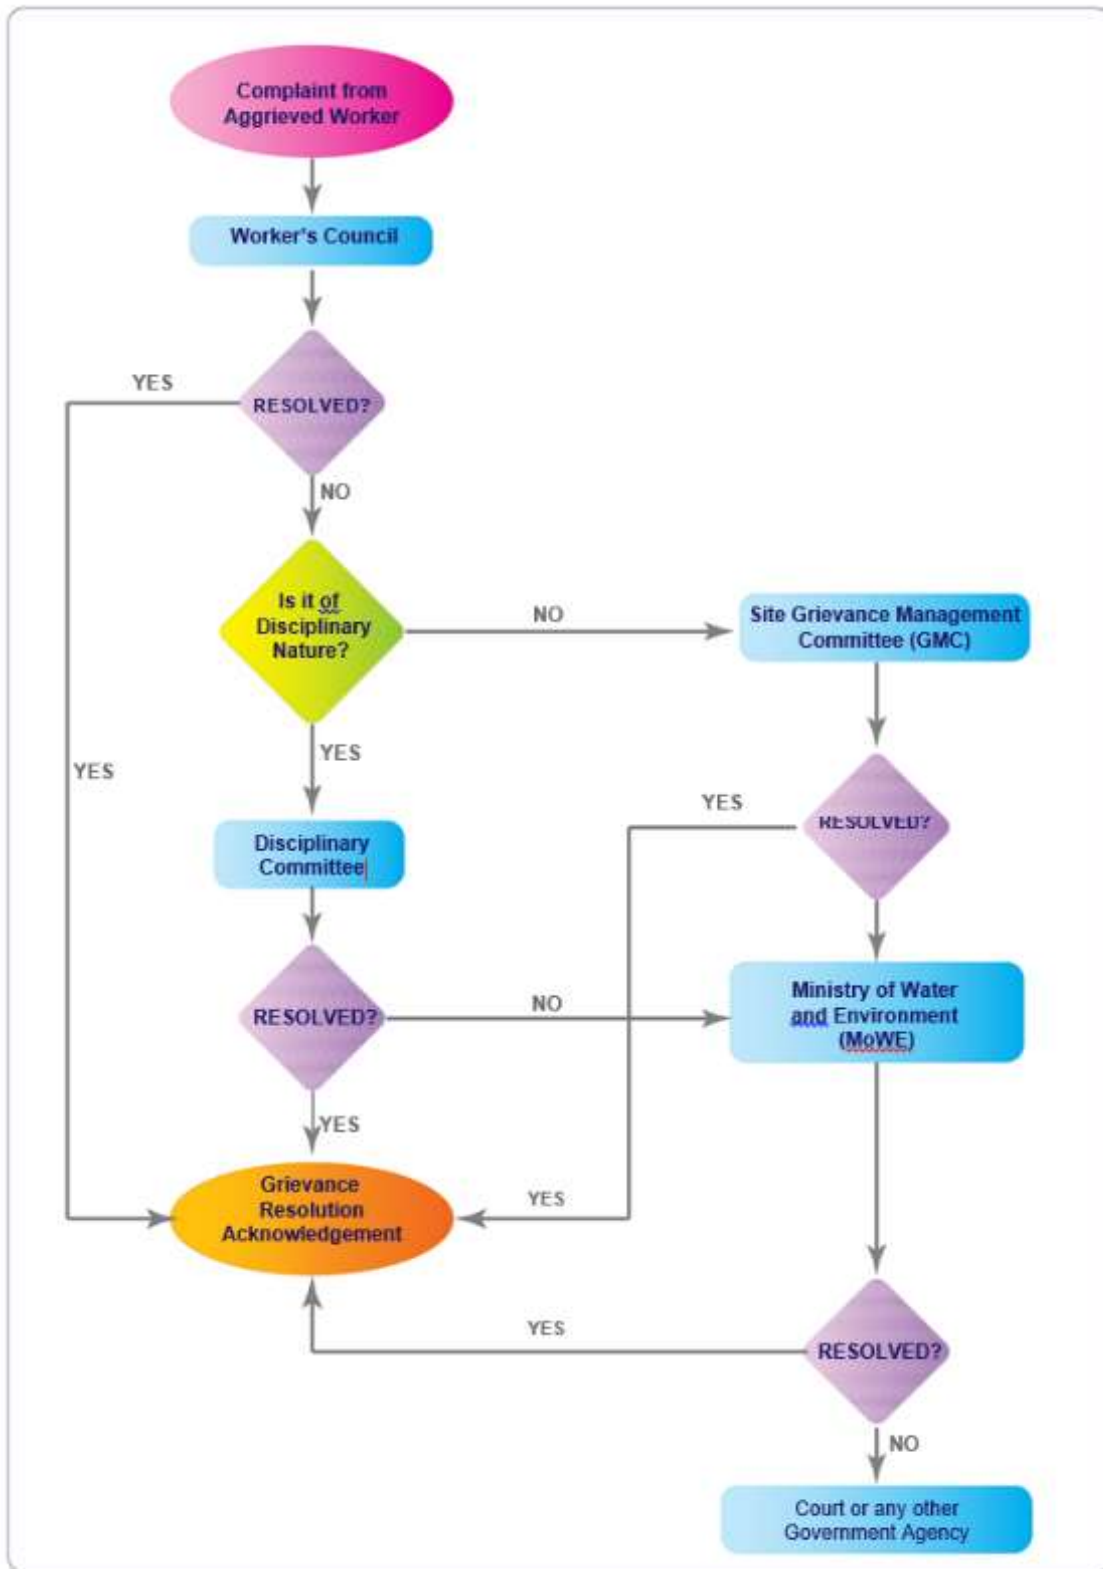 Complaint from
Aggrieved Worker
Worker's Council
YES
RESOLVED?
NO
Is it of
Disciplinary
Nature?
NO
Site Grievance Management
Committee (GMC)
YES
YES
YES
RESOLVED?
Disciplinary
Committee
RESOLVED?
NO
Ministry of Water
and Environment
(MoWE)
YES
Grievance
Resolution
Acknowledgement
YES
YES
RESOLVED?
NO
Court or any other
Government Agency